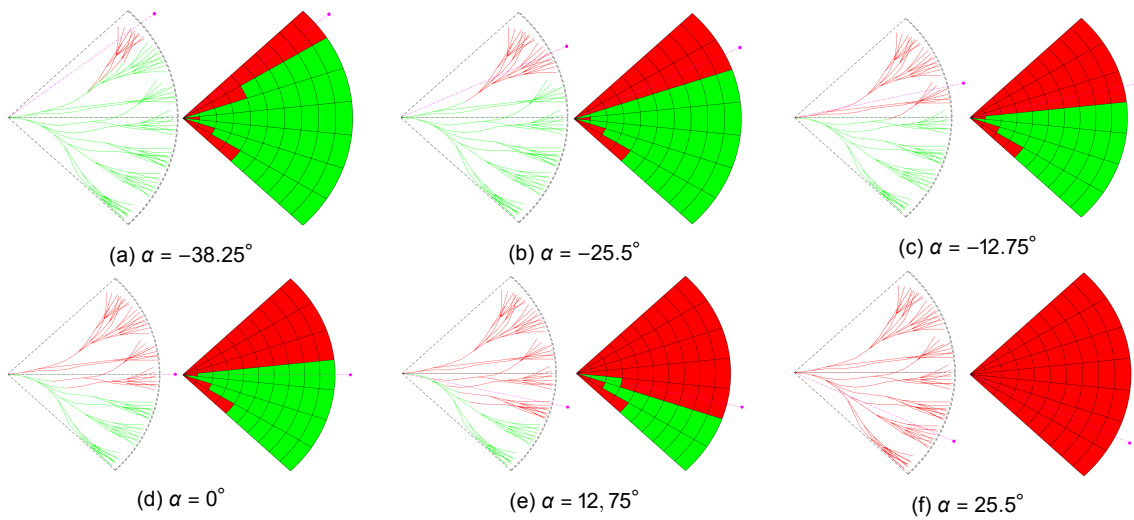 (a) α = −38.25°
(b) α = −25.5°
(c) α = −12.75°
(d) α = 0°
(e) α = 12, 75°
(f) α = 25.5°